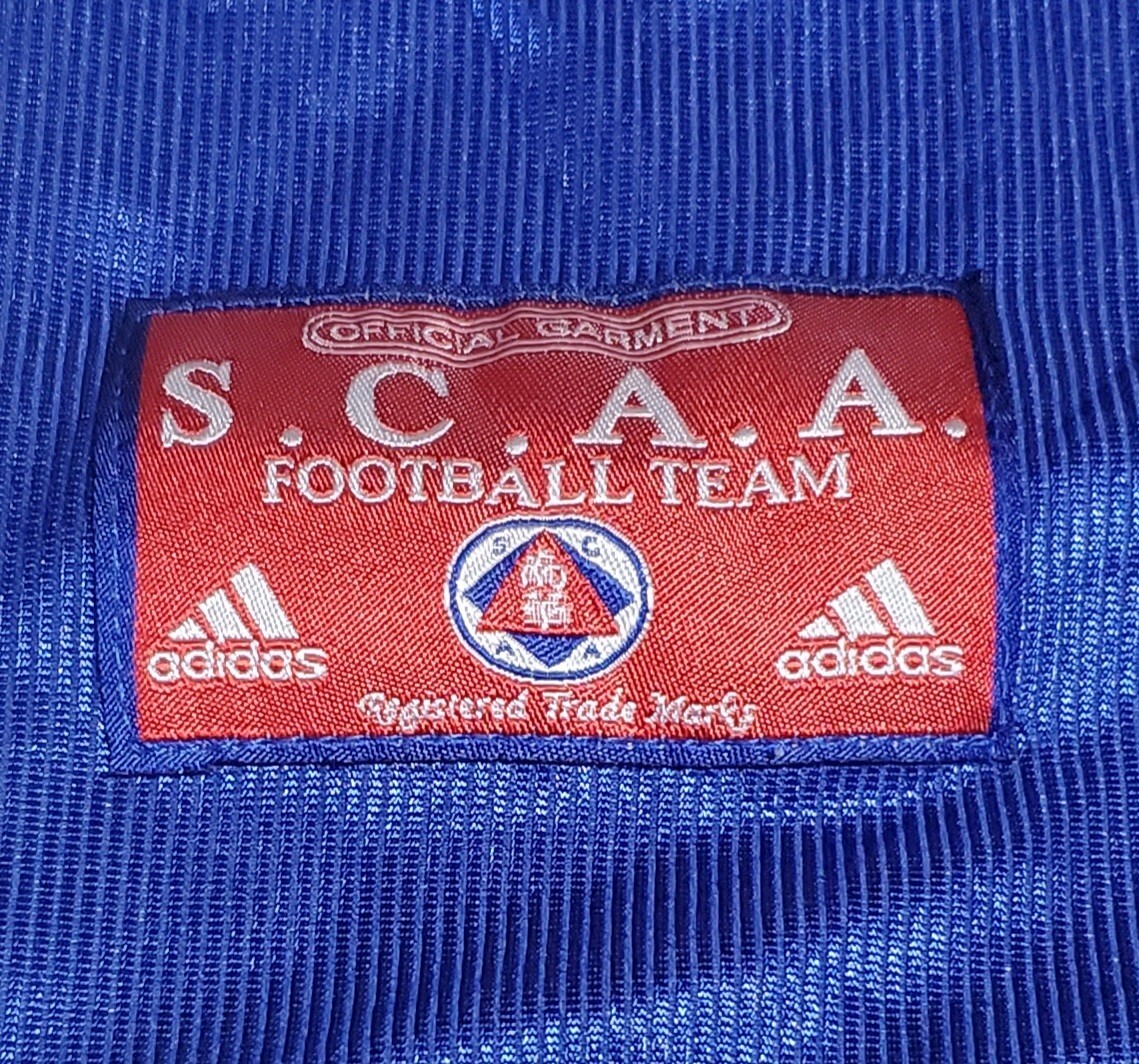 OFFICIAL GARMENT
S.C.A.A.
FOOTBALL TEAM
S C
A A
adidas
adidas
Registered Trade Marks